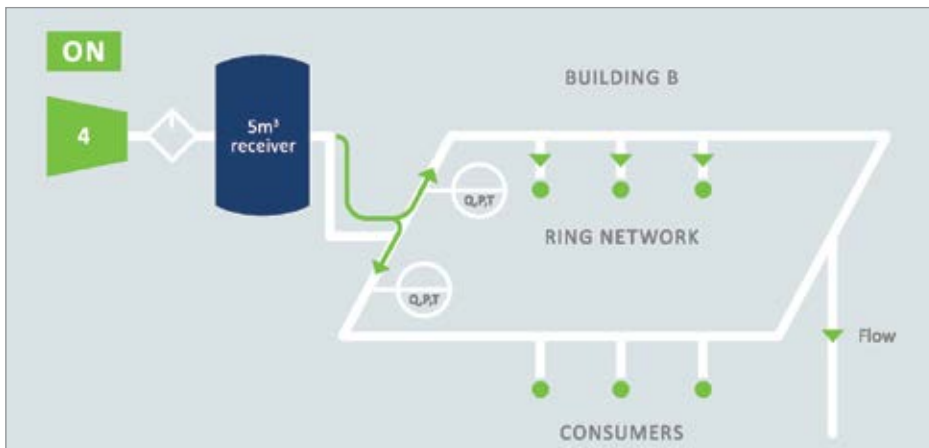 ON
BUILDING B
4
5m³
receiver
Q,P,T
RING NETWORK
Q,P,T
Flow
CONSUMERS